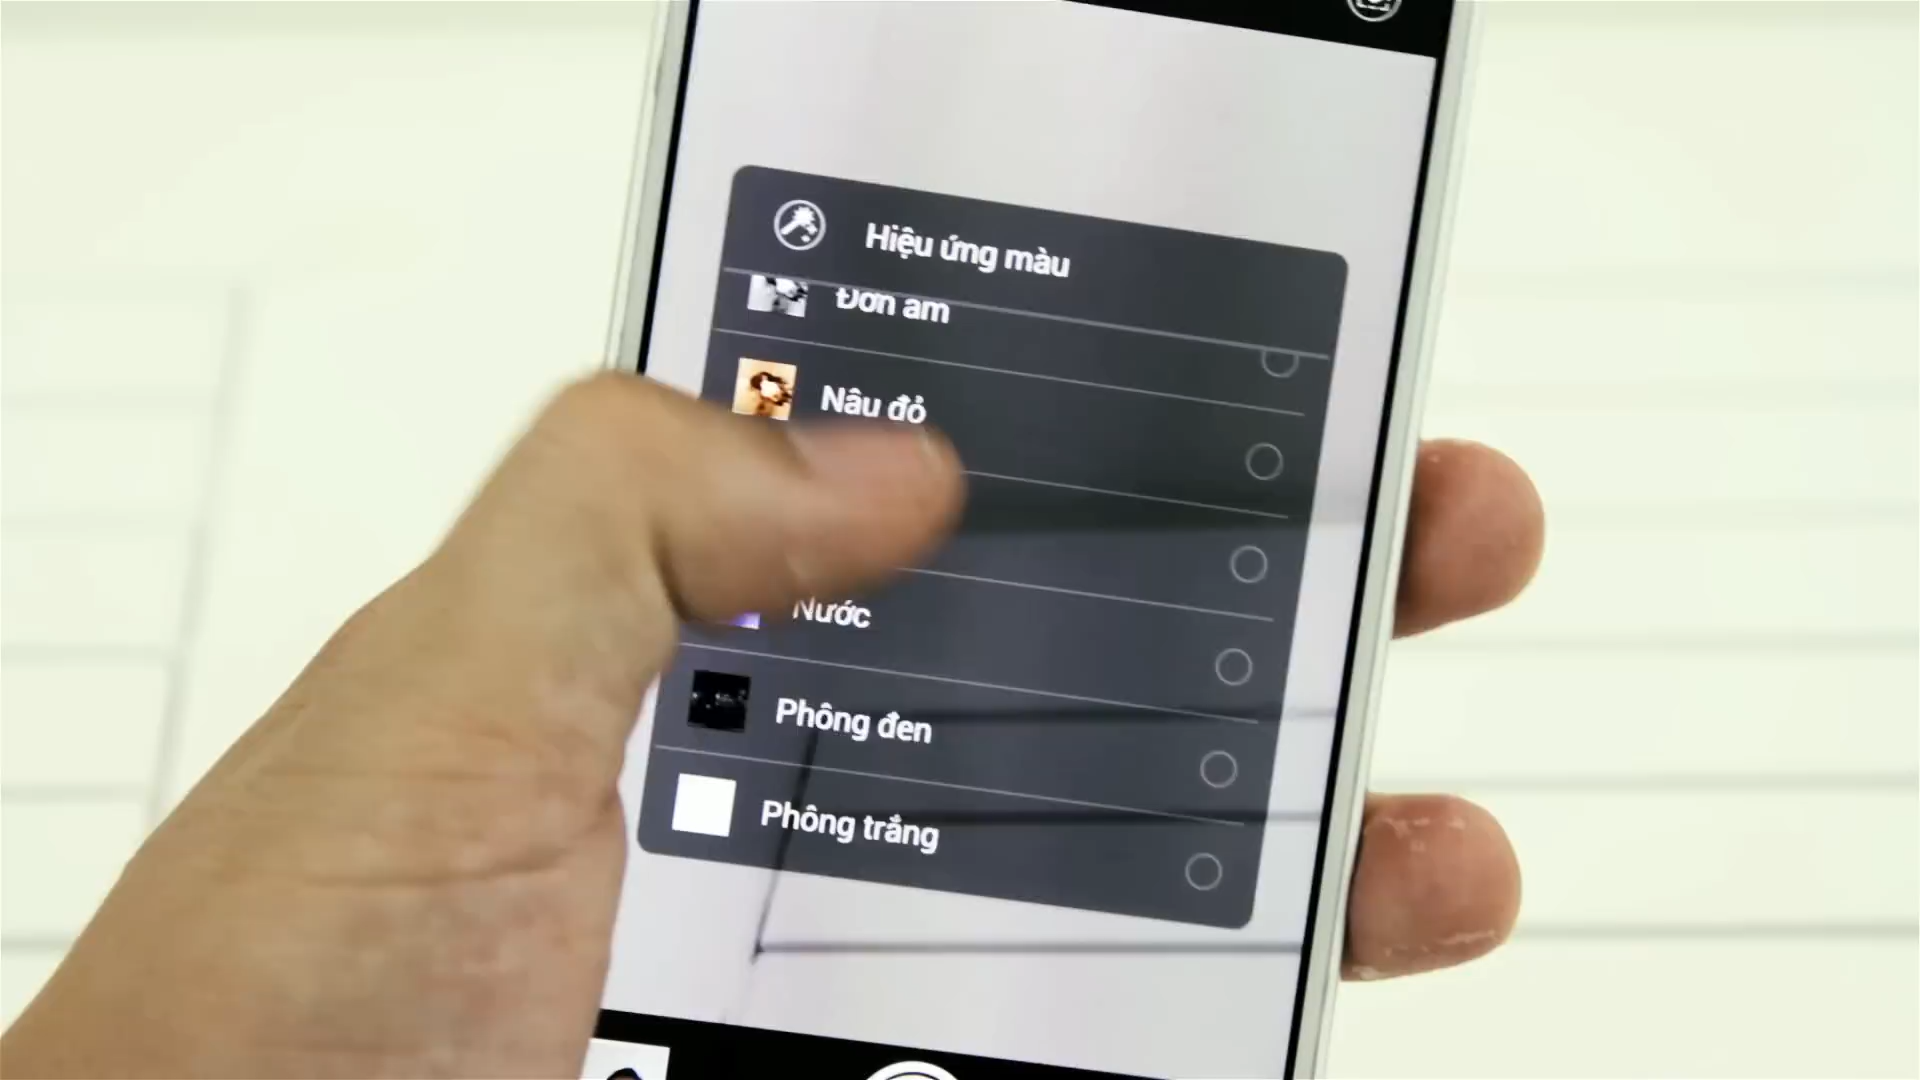 Hiệu ứng màu
Đơn am
Nâu đỏ
Nước
Phông đen
Phông trắng